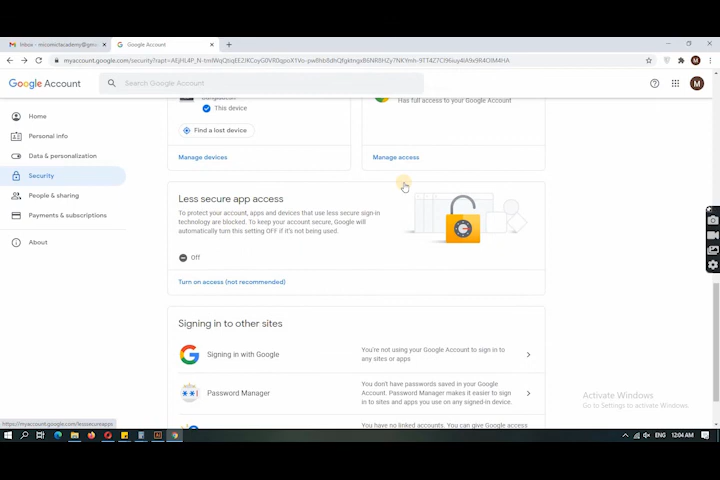 Inbox - milcomictacademy@gm
Google Account
myaccount.google.com/security?rapt=
Google Account
Search Google Account
M
Has full access to your Google Account
This device
Find a lost device
Manage devices
Manage access
Home
Personal info
Data & personalization
Security
People & sharing
Payments & subscriptions
About
Less secure app access
To protect your account, apps and devices that use less secure sign-in
technology are blocked. To keep your account secure, Google will
automatically turn this setting OFF if it's not being used.
Off
Turn on access (not recommended)
Signing in to other sites
Signing in with Google
You're not using your Google Account to sign in to
any sites or apps
Password Manager
You don't have passwords saved in your Google
Account. Password Manager makes it easier to sign
in to sites and apps you use on any signed-in device.
You have no linked accounts. You can give Google access
Activate Windows
Go to Settings to activate Windows.
https://myaccount.google.com/lesssecureapps
ENG
12:04 AM